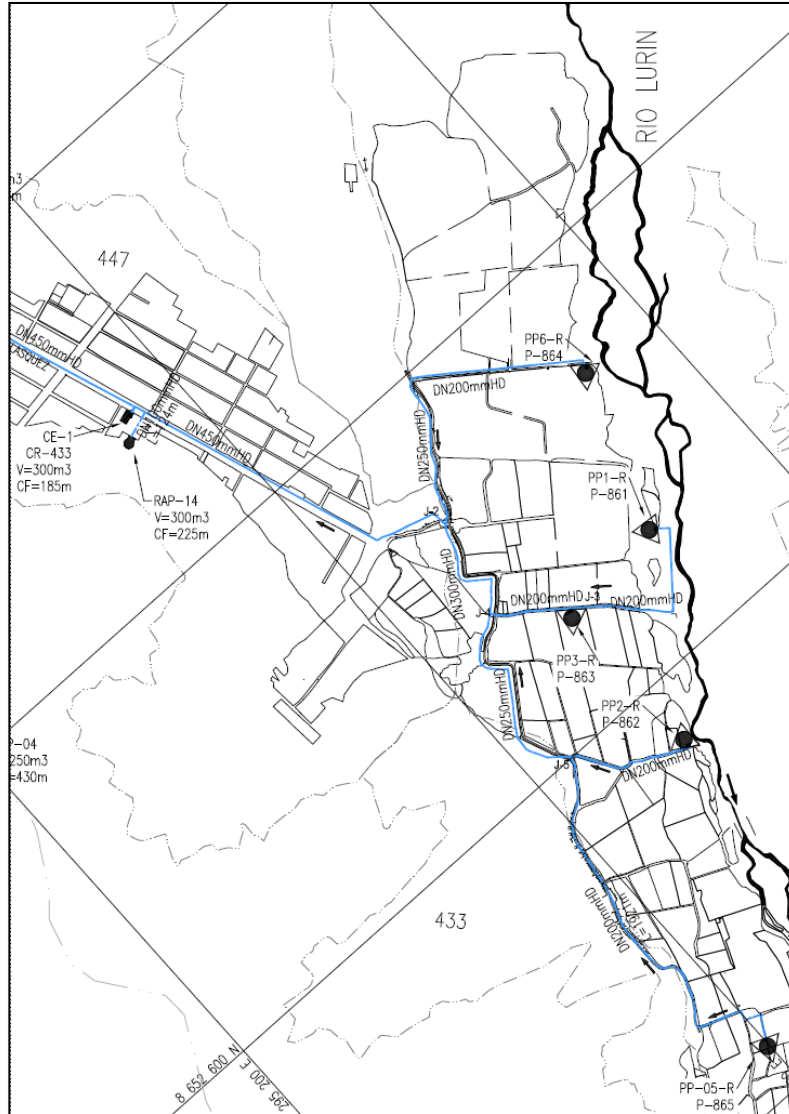 RIO LURIN
447
DN450mmHD
DN450mmHD
CE-1
CR-433
V=300m3
CF=185m
RAP-14
V=300m3
CF=225m
PP6-R
P-864
DN200mmHD
DN250mmHD
PP1-R
P-861
DN300mmHD
DN200mmHD
J-3
DN200mmHD
PP3-R
P-863
PP2-R
P-862
DN250mmHD
J-5
DN200mmHD
P-04
250m3
=430m
433
DN200mmHD
L=1921m
8 652 600 N
295 200 E
PP-05-R
P-865